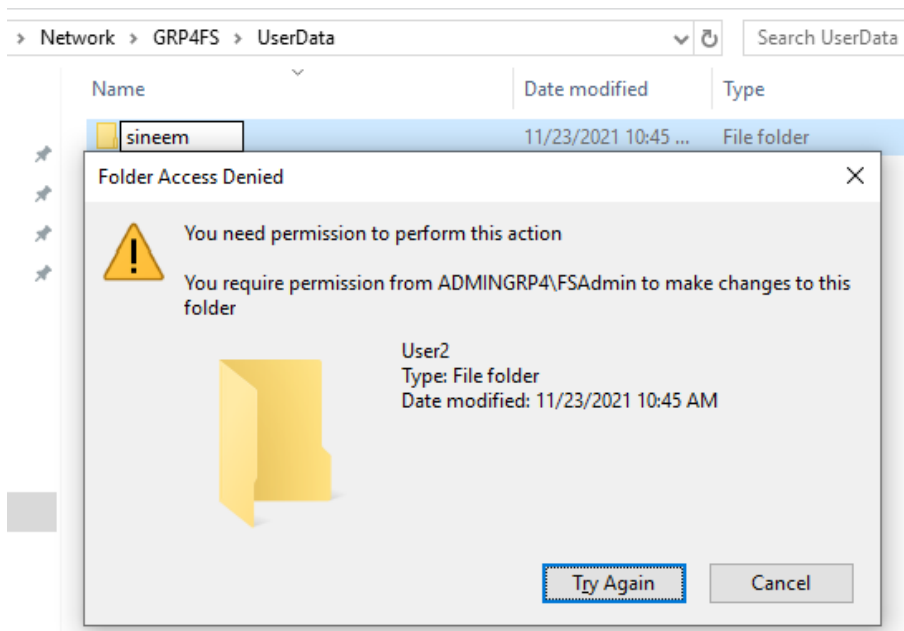 › Network › GRP4FS › UserData
Search UserData
Name Date modified Type
sineem 11/23/2021 10:45 ... File folder
Folder Access Denied
You need permission to perform this action
You require permission from ADMINGRP4\FSAdmin to make changes to this
folder
User2
Type: File folder
Date modified: 11/23/2021 10:45 AM
Try Again Cancel